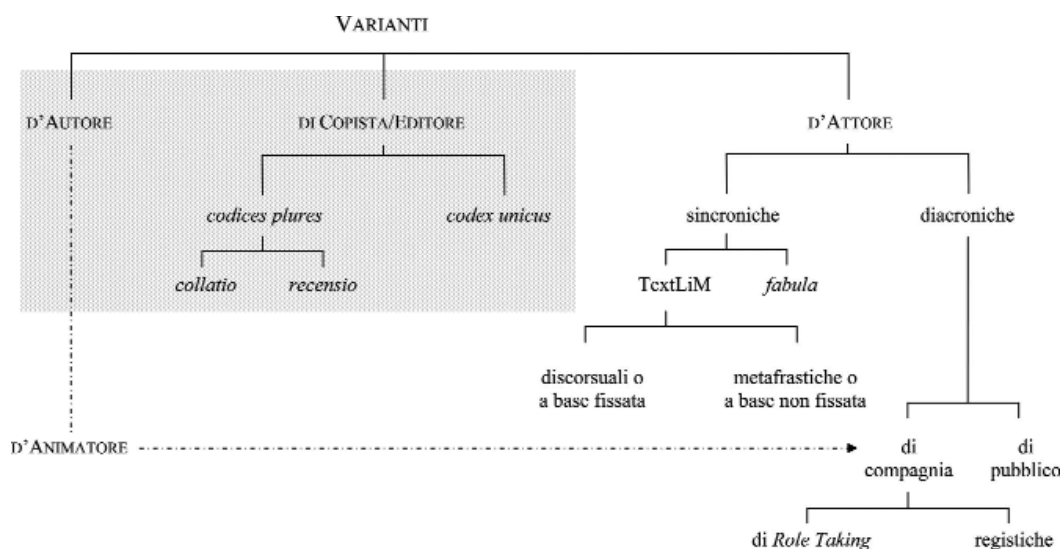 VARIANTI
D'AUTORE
DI COPISTA/EDITORE
D'ATTORE
codices plures
codex unicus
sincroniche
diacroniche
collatio
recensio
TextLiM
fabula
discorsuali o
a base fissata
metafrastiche o
a base non fissata
D'ANIMATORE
di
compagnia
di
pubblico
di Role Taking
registiche